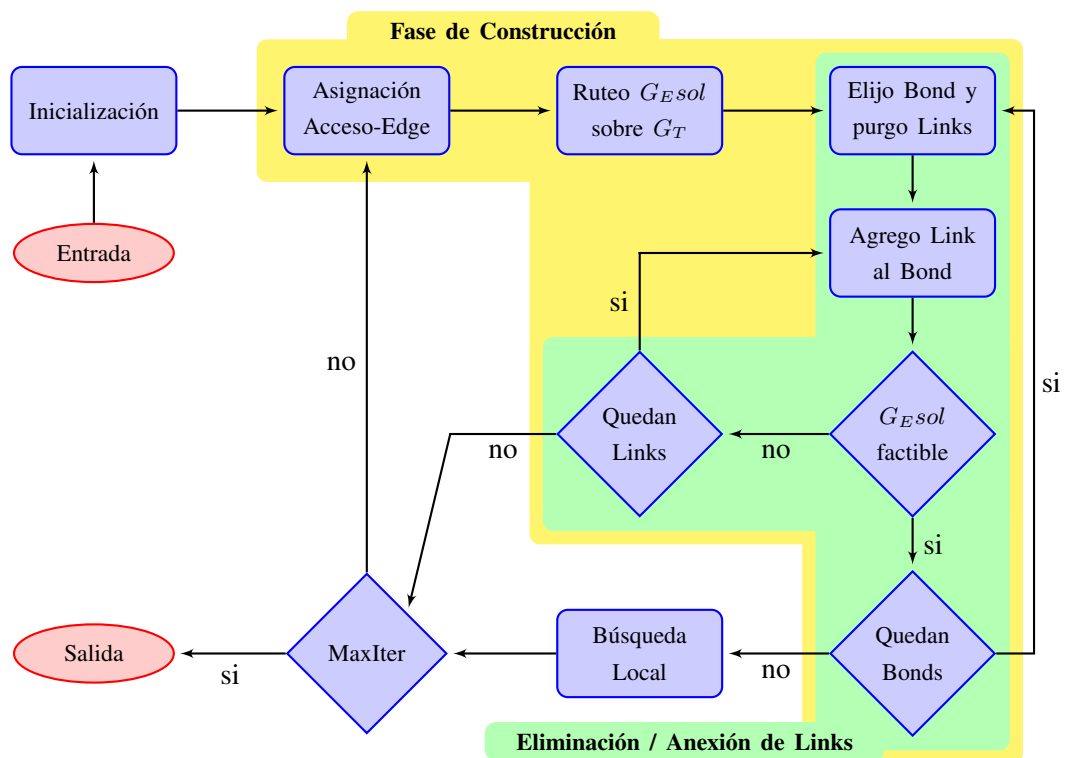 Fase de Construcción
Inicialización
Asignación
Acceso-Edge
Ruteo $G_E sol$
sobre $G_T$
Elijo Bond y
purgo Links
Entrada
Agrego Link
al Bond
si
no
si
Quedan
Links
$G_E sol$
factible
no
no
si
Salida
si
MaxIter
Búsqueda
Local
no
Quedan
Bonds
Eliminación / Anexión de Links